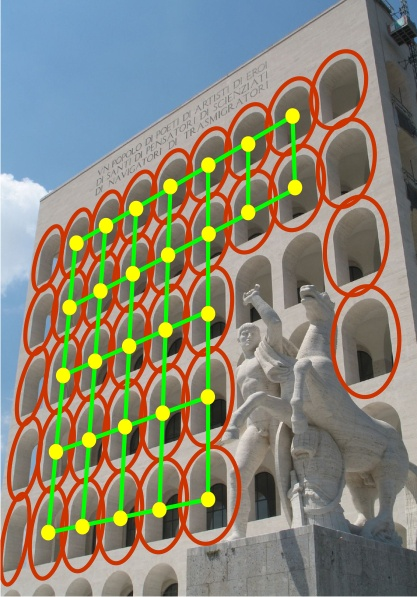 VN POPOLO DI POETI DI ARTISTI DI EROI
DI SANTI DI PENSATORI DI SCIENZIATI
DI NAVIGATORI DI TRASMIGRATORI